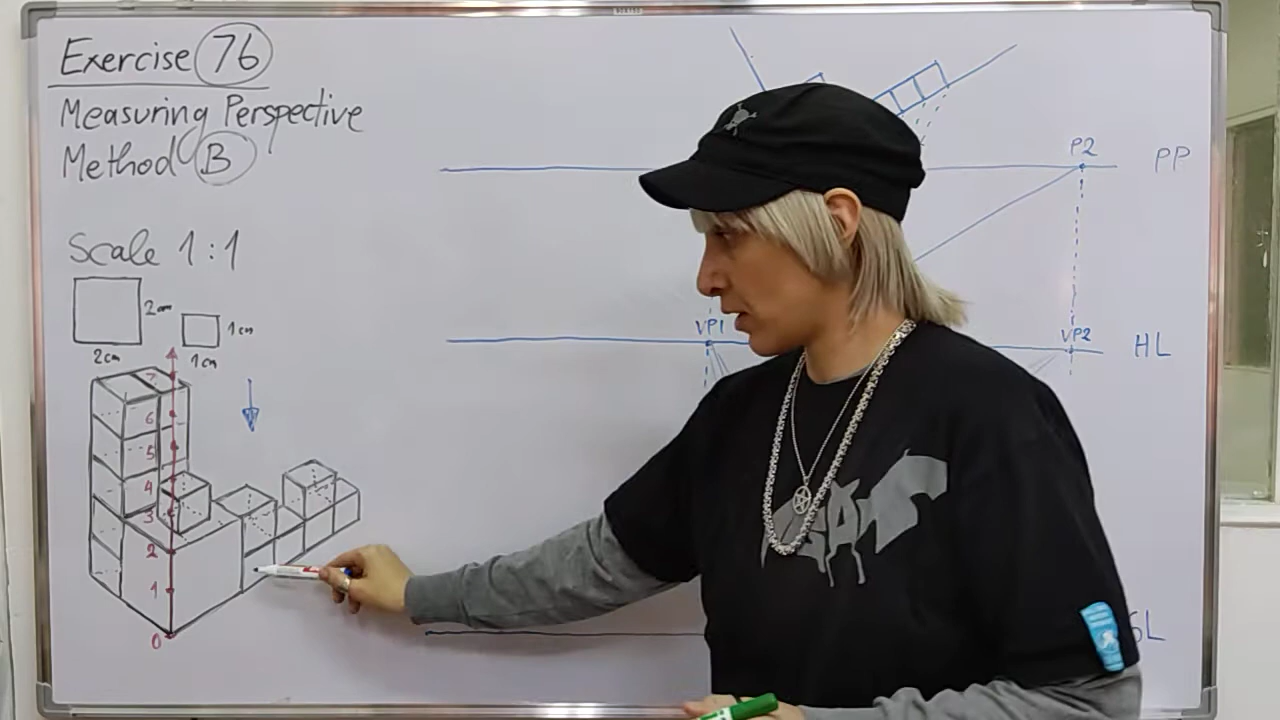 Exercise 76
Measuring Perspective
Method B
Scale 1:1
2cm
1cm
2cm
1cm
7
6
5
4
3
2
1
0
P2
PP
VP1
VP2
HL